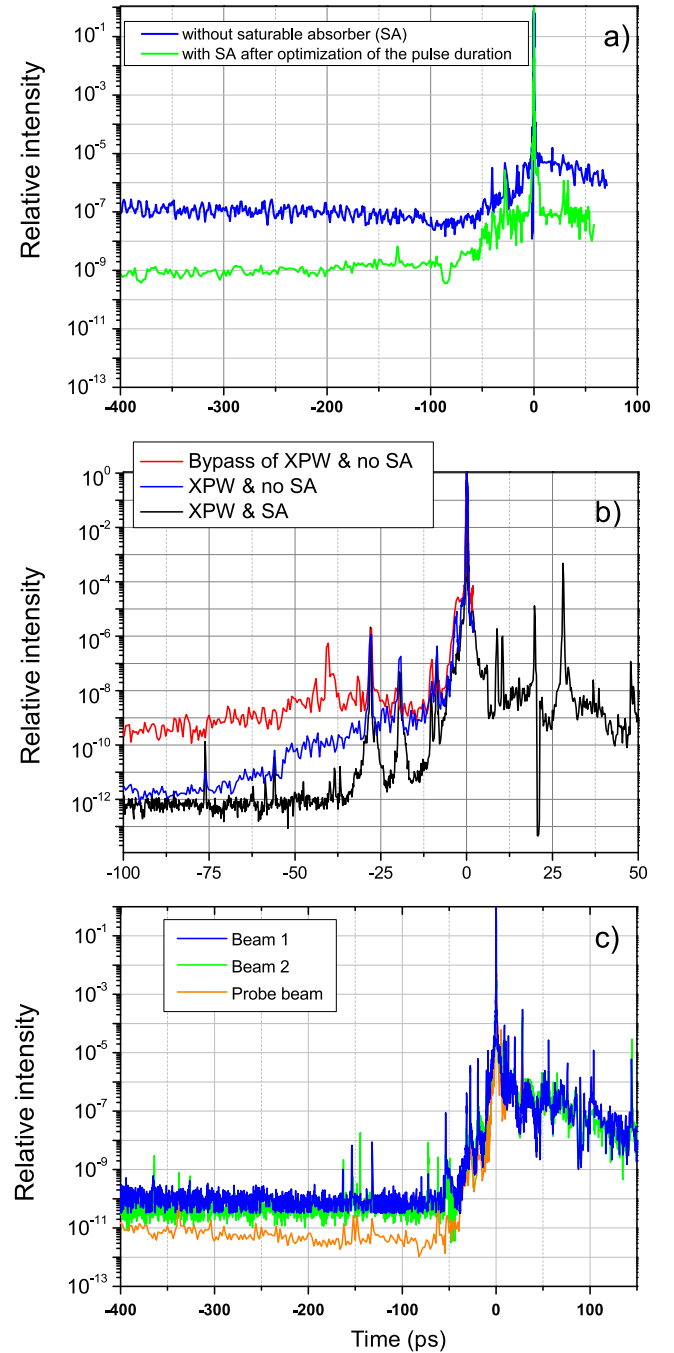 a)
without saturable absorber (SA)
with SA after optimization of the pulse duration
Relative intensity
10^-1
10^-3
10^-5
10^-7
10^-9
10^-11
10^-13
-400 -300 -200 -100 0 100
b)
Bypass of XPW & no SA
XPW & no SA
XPW & SA
Relative intensity
10^0
10^-2
10^-4
10^-6
10^-8
10^-10
10^-12
-100 -75 -50 -25 0 25 50
c)
Beam 1
Beam 2
Probe beam
Relative intensity
10^-1
10^-3
10^-5
10^-7
10^-9
10^-11
10^-13
-400 -300 -200 -100 0 100
Time (ps)